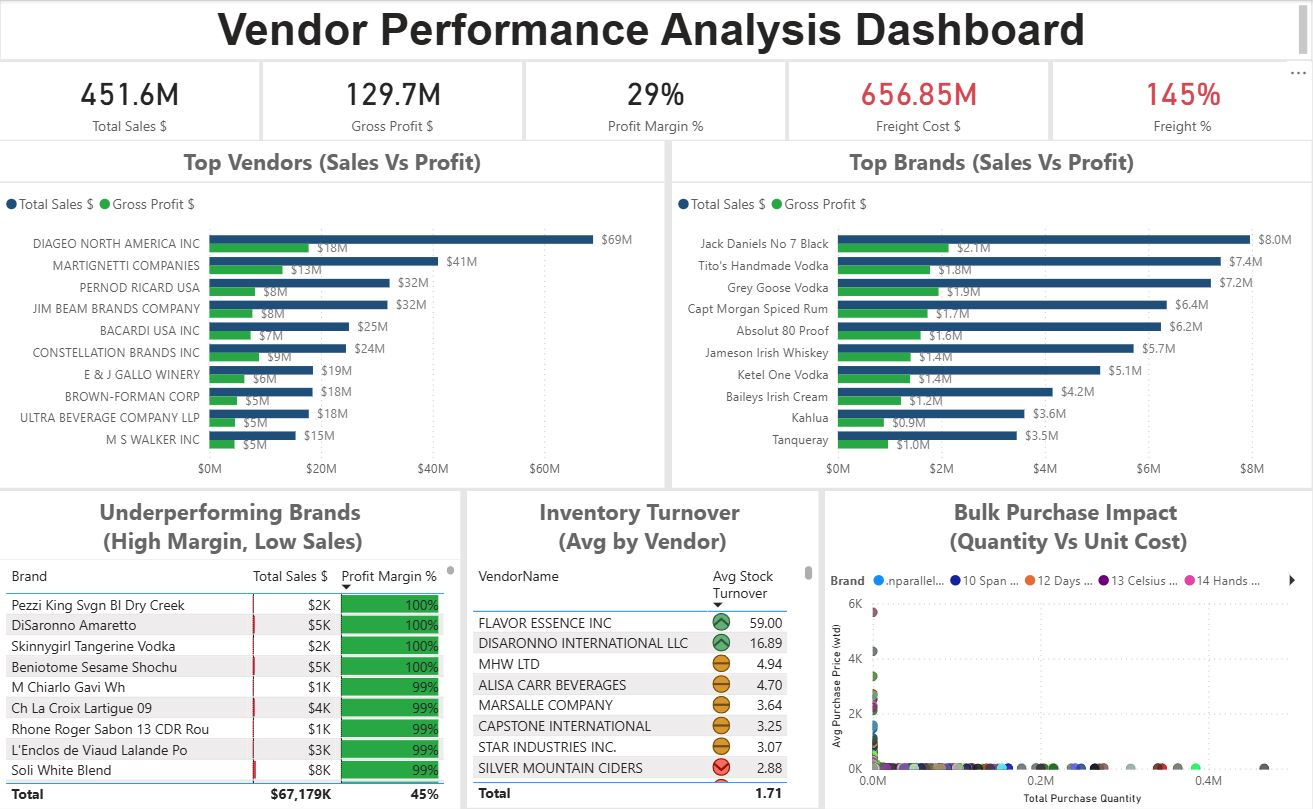 Vendor Performance Analysis Dashboard
451.6M
Total Sales $
129.7M
Gross Profit $
29%
Profit Margin %
656.85M
Freight Cost $
145%
Freight %
Top Vendors (Sales Vs Profit)
Total Sales $ Gross Profit $
DIAGEO NORTH AMERICA INC $69M $18M
MARTIGNETTI COMPANIES $41M $13M
PERNOD RICARD USA $32M $8M
JIM BEAM BRANDS COMPANY $32M $8M
BACARDI USA INC $25M $7M
CONSTELLATION BRANDS INC $24M $9M
E & J GALLO WINERY $19M $6M
BROWN-FORMAN CORP $18M $5M
ULTRA BEVERAGE COMPANY LLP $18M $5M
M S WALKER INC $15M $5M
$0M $20M $40M $60M
Top Brands (Sales Vs Profit)
Total Sales $ Gross Profit $
Jack Daniels No 7 Black $8.0M $2.1M
Tito's Handmade Vodka $7.4M $1.8M
Grey Goose Vodka $7.2M $1.9M
Capt Morgan Spiced Rum $6.4M $1.7M
Absolut 80 Proof $6.2M $1.6M
Jameson Irish Whiskey $5.7M $1.4M
Ketel One Vodka $5.1M $1.4M
Baileys Irish Cream $4.2M $1.2M
Kahlua $3.6M $0.9M
Tanqueray $3.5M $1.0M
$0M $2M $4M $6M $8M
Underperforming Brands
(High Margin, Low Sales)
Brand Total Sales $ Profit Margin %
Pezzi King Svgn Bl Dry Creek $2K 100%
DiSaronno Amaretto $5K 100%
Skinnygirl Tangerine Vodka $2K 100%
Beniotome Sesame Shochu $5K 100%
M Chiarlo Gavi Wh $1K 99%
Ch La Croix Lartigue 09 $4K 99%
Rhone Roger Sabon 13 CDR Rou $1K 99%
L'Enclos de Viaud Lalande Po $3K 99%
Soli White Blend $8K 99%
Total $67,179K 45%
Inventory Turnover
(Avg by Vendor)
VendorName Avg Stock
Turnover
FLAVOR ESSENCE INC 59.00
DISARONNO INTERNATIONAL LLC 16.89
MHW LTD 4.94
ALISA CARR BEVERAGES 4.70
MARSALLE COMPANY 3.64
CAPSTONE INTERNATIONAL 3.25
STAR INDUSTRIES INC. 3.07
SILVER MOUNTAIN CIDERS 2.88
Total 1.71
Bulk Purchase Impact
(Quantity Vs Unit Cost)
Brand .nparallel... 10 Span ... 12 Days ... 13 Celsius ... 14 Hands ...
Avg Purchase Price (wtd)
6K
4K
2K
0K
0.0M 0.2M 0.4M
Total Purchase Quantity